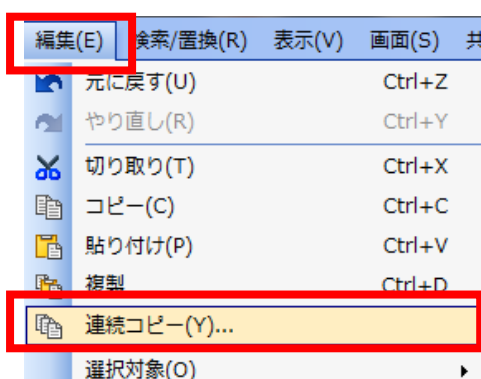 編集(E) 検索/置換(R) 表示(V) 画面(S) 共
元に戻す(U) Ctrl+Z
やり直し(R) Ctrl+Y
切り取り(T) Ctrl+X
コピー(C) Ctrl+C
貼り付け(P) Ctrl+V
複製 Ctrl+D
連続コピー(Y)...
選択対象(O)